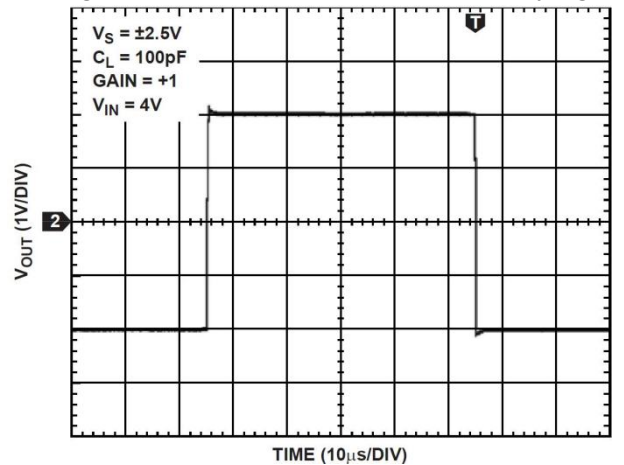 T
V_S = ±2.5V
C_L = 100pF
GAIN = +1
V_IN = 4V
V_OUT (1V/DIV)
2
TIME (10μs/DIV)